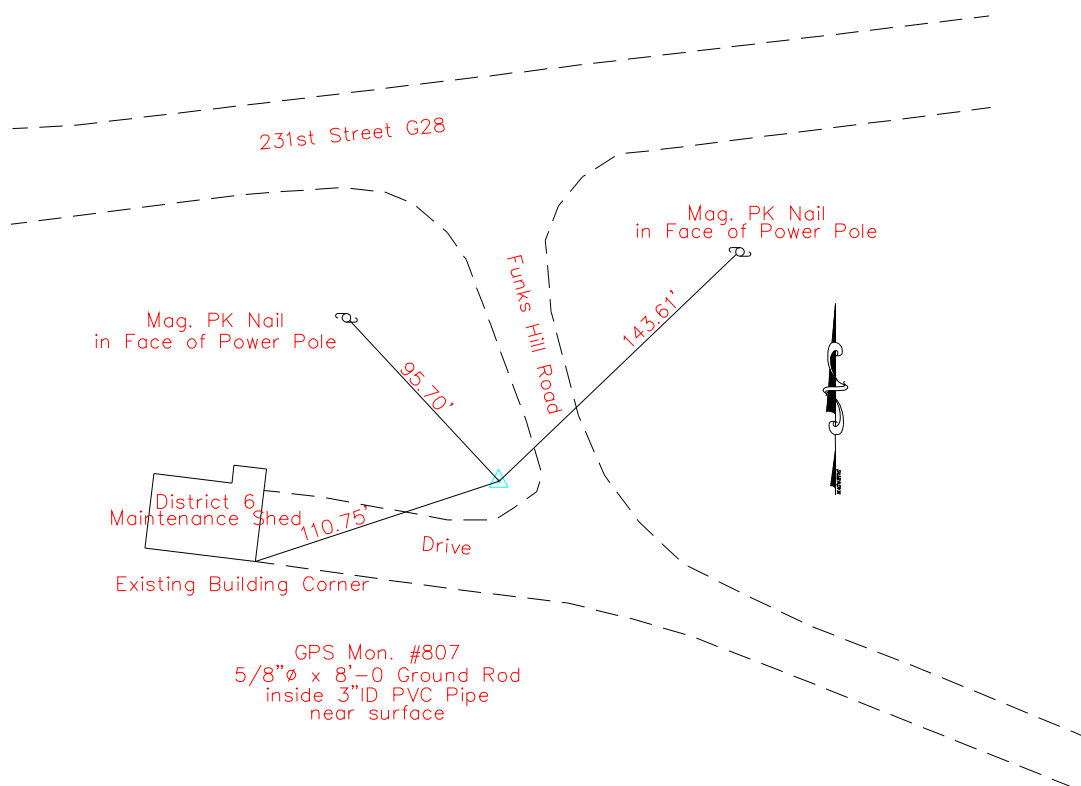 231st Street G28
Mag. PK Nail
in Face of Power Pole
Funks Hill Road
143.61'
Mag. PK Nail
in Face of Power Pole
95.70'
District 6
Maintenance Shed
110.75'
Drive
Existing Building Corner
GPS Mon. #807
5/8"ø x 8'-0 Ground Rod
inside 3"ID PVC Pipe
near surface